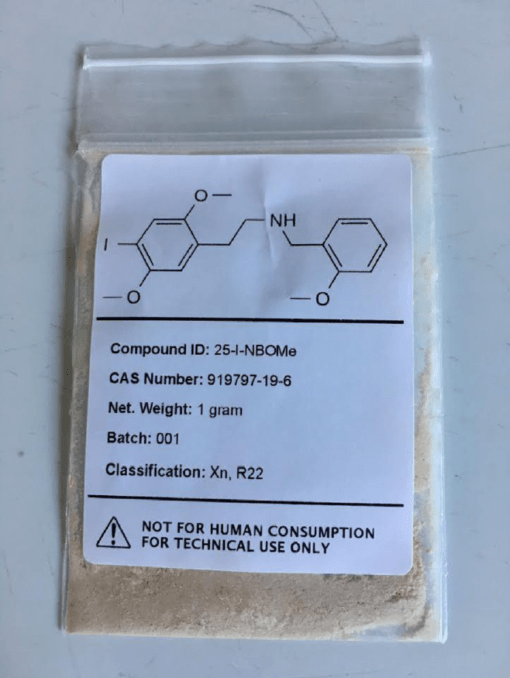 O
I
NH
O
O
Compound ID: 25-I-NBOMe
CAS Number: 919797-19-6
Net. Weight: 1 gram
Batch: 001
Classification: Xn, R22
NOT FOR HUMAN CONSUMPTION
FOR TECHNICAL USE ONLY